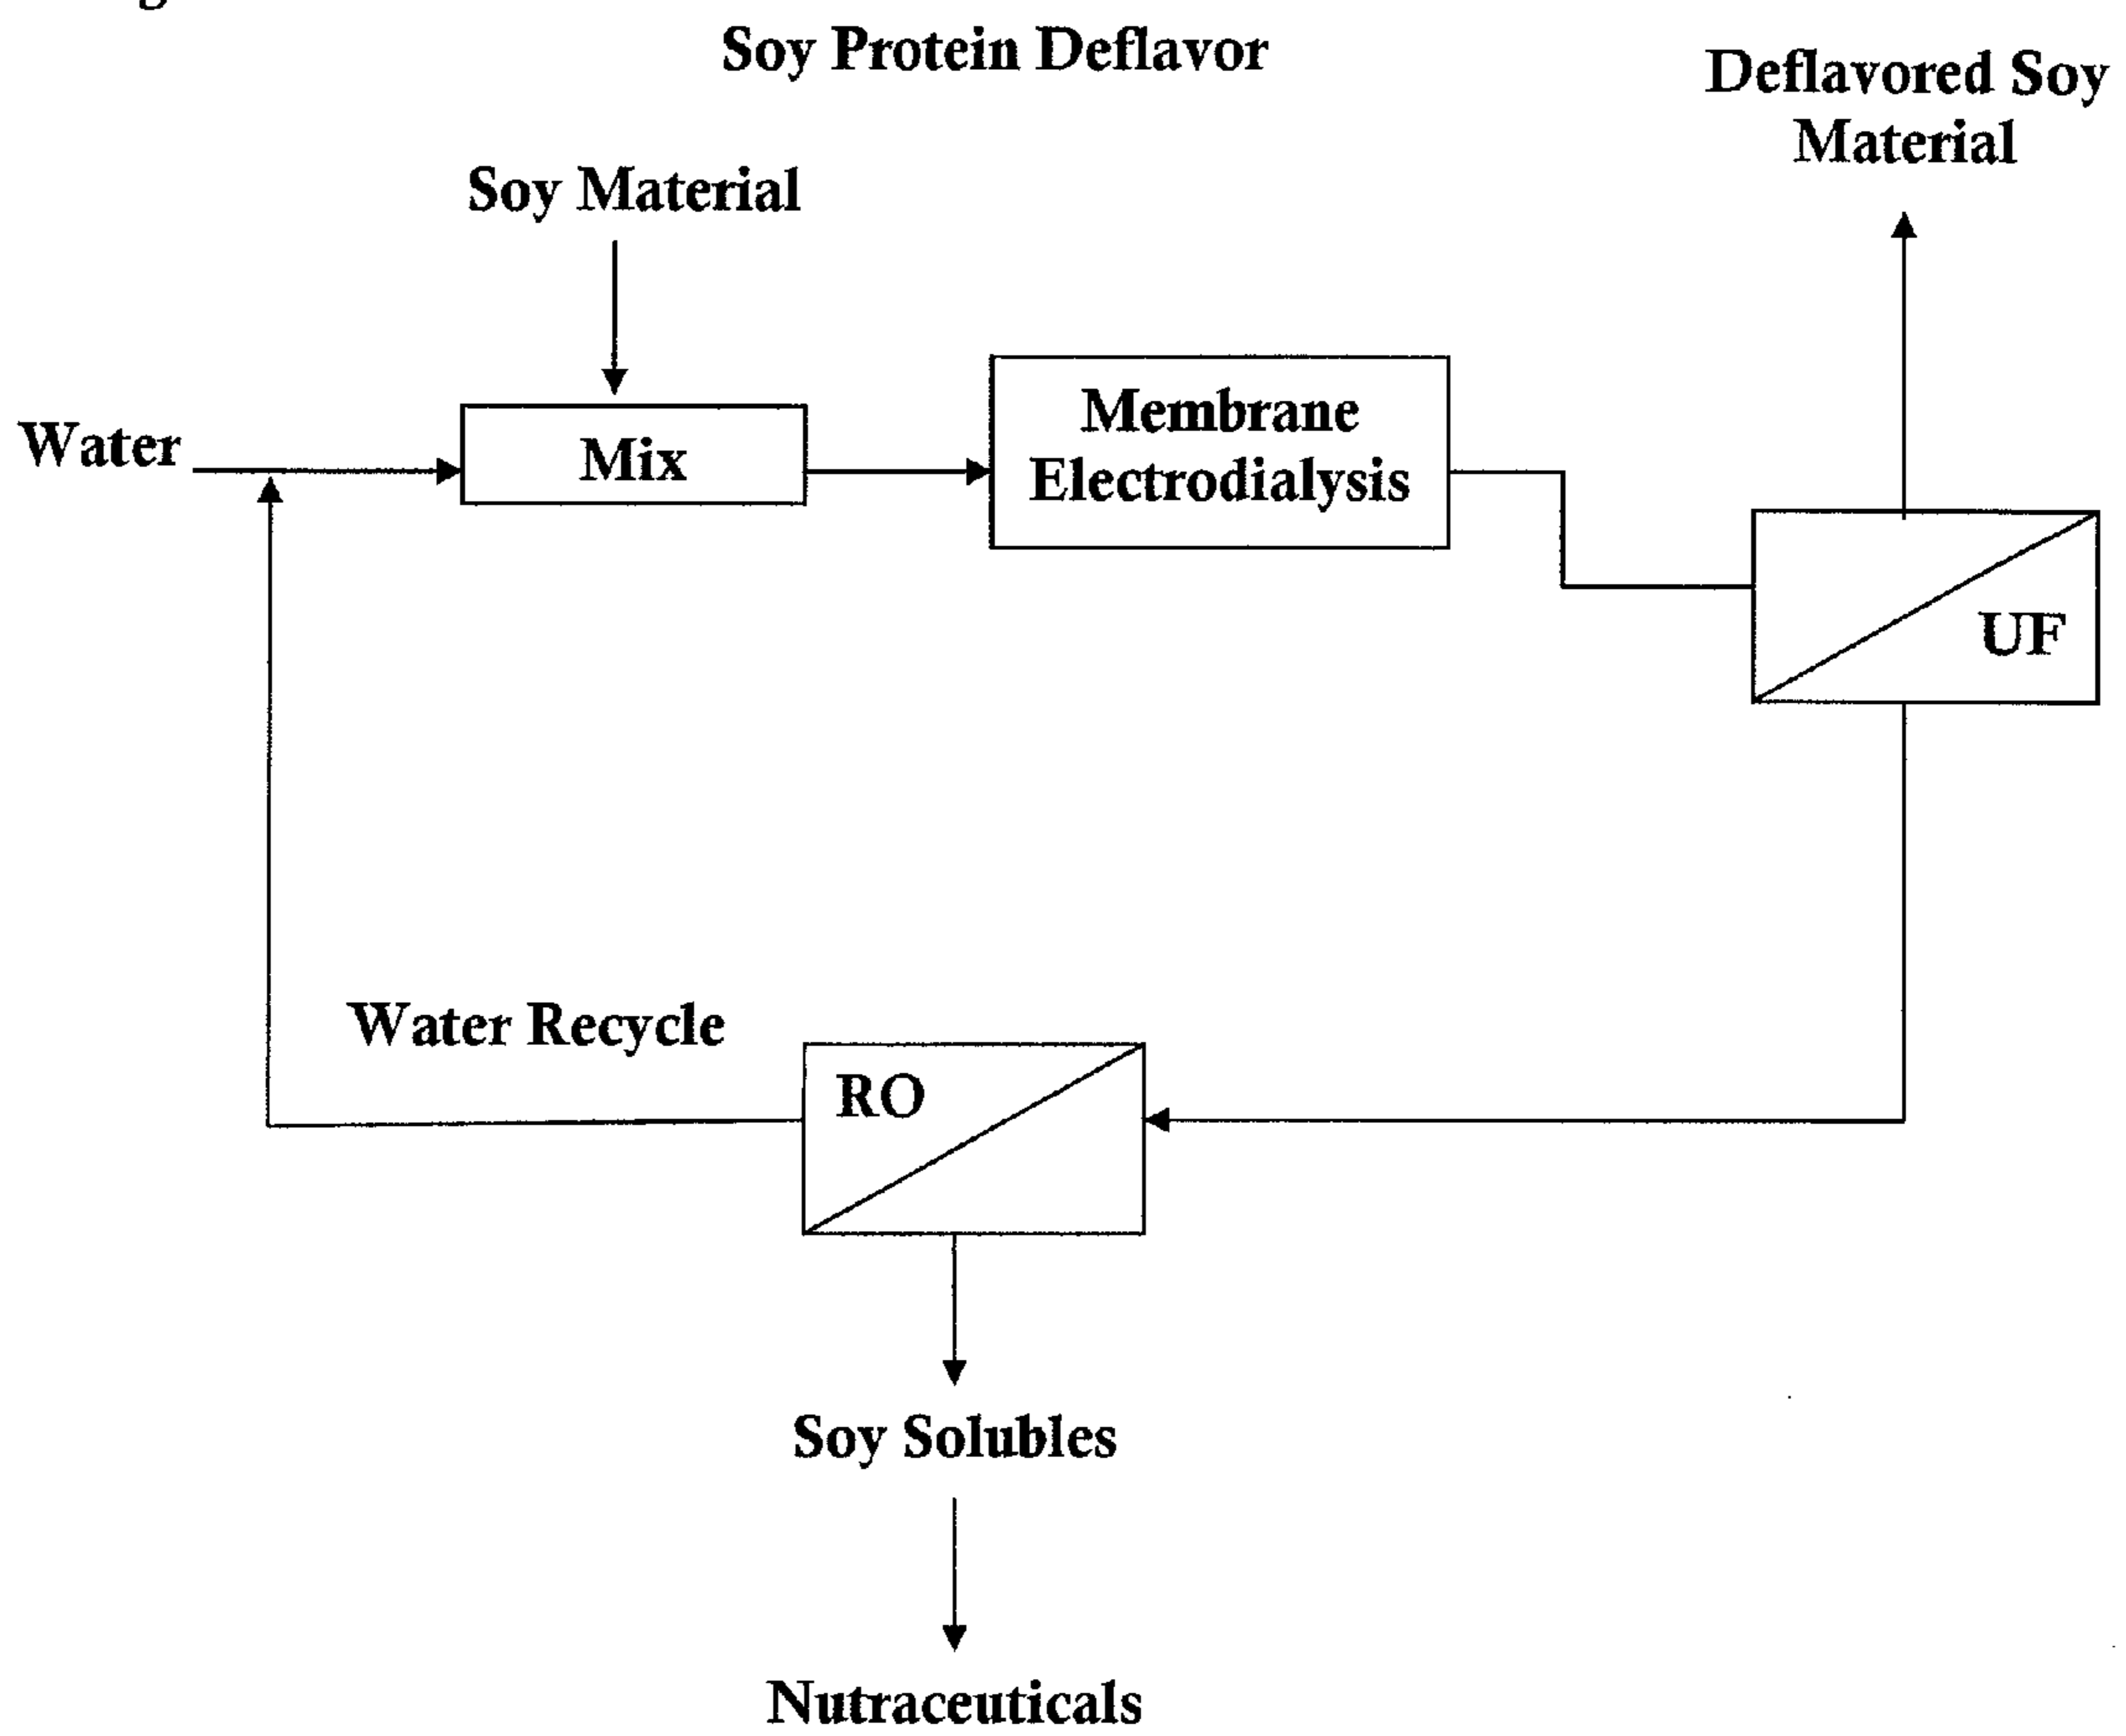 Soy Protein Deflavor
Deflavored Soy
Material
Soy Material
Water
Mix
Membrane
Electrodialysis
UF
Water Recycle
RO
Soy Solubles
Nutraceuticals